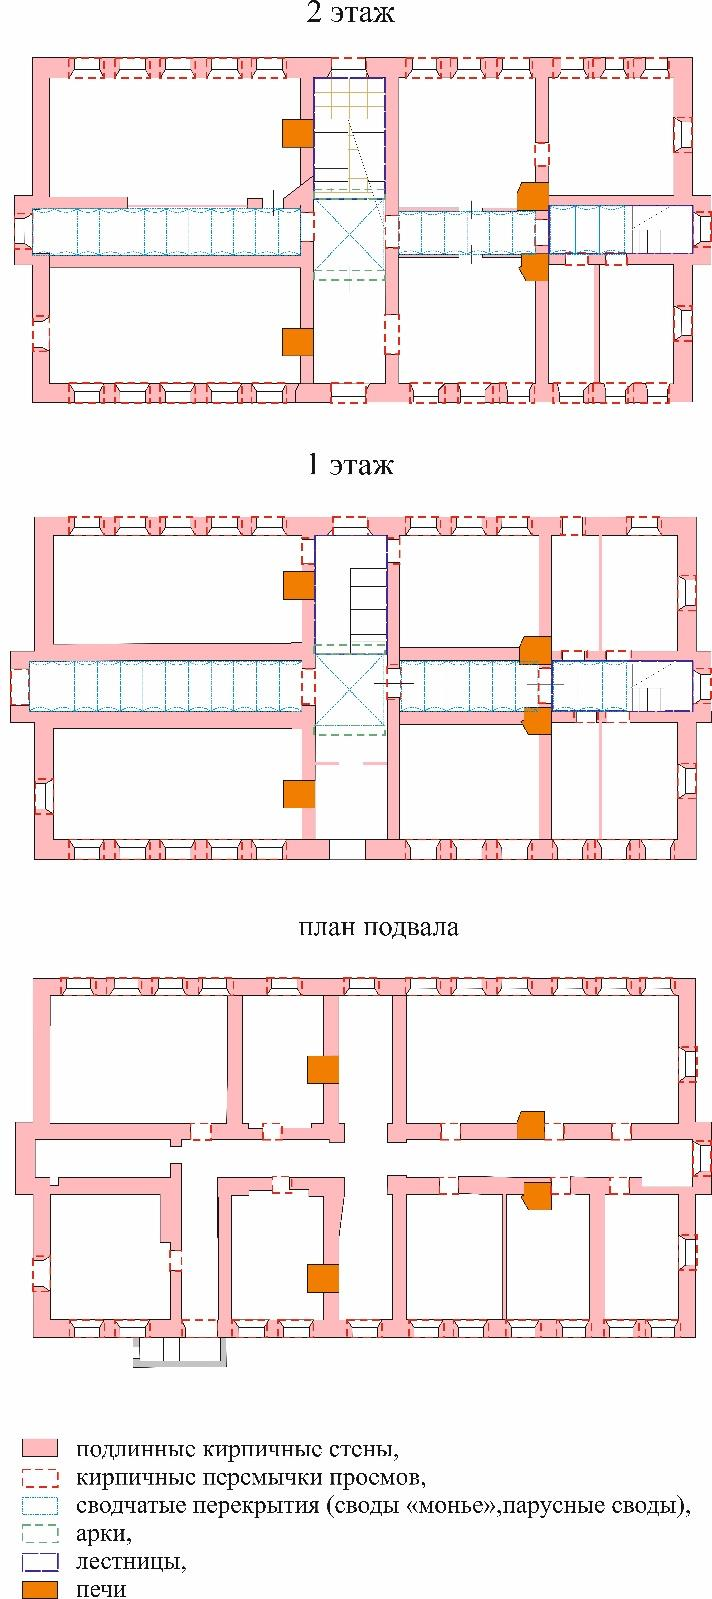 2 этаж
1 этаж
план подвала
подлинные кирпичные стены,
кирпичные перемычки проемов,
сводчатые перекрытия (своды «монье»,парусные своды),
арки,
лестницы,
печи